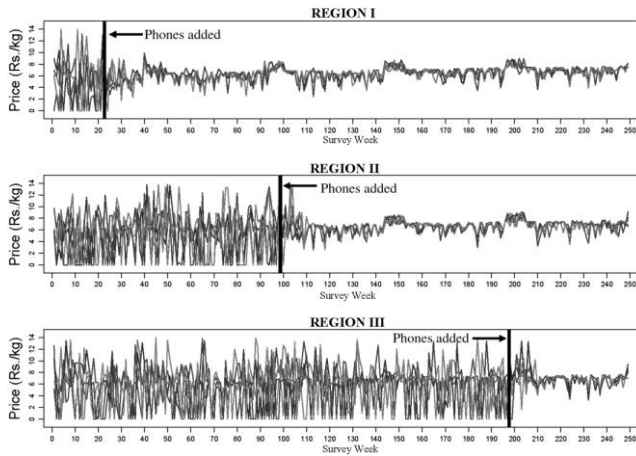 REGION I
Phones added
Price (Rs./kg)
0 2 4 6 8 10 12 14
0 10 20 30 40 50 60 70 80 90 100 110 120 130 140 150 160 170 180 190 200 210 220 230 240 250
Survey Week
REGION II
Phones added
Price (Rs./kg)
0 2 4 6 8 10 12 14
0 10 20 30 40 50 60 70 80 90 100 110 120 130 140 150 160 170 180 190 200 210 220 230 240 250
Survey Week
REGION III
Phones added
Price (Rs./kg)
0 2 4 6 8 10 12 14
0 10 20 30 40 50 60 70 80 90 100 110 120 130 140 150 160 170 180 190 200 210 220 230 240 250
Survey Week